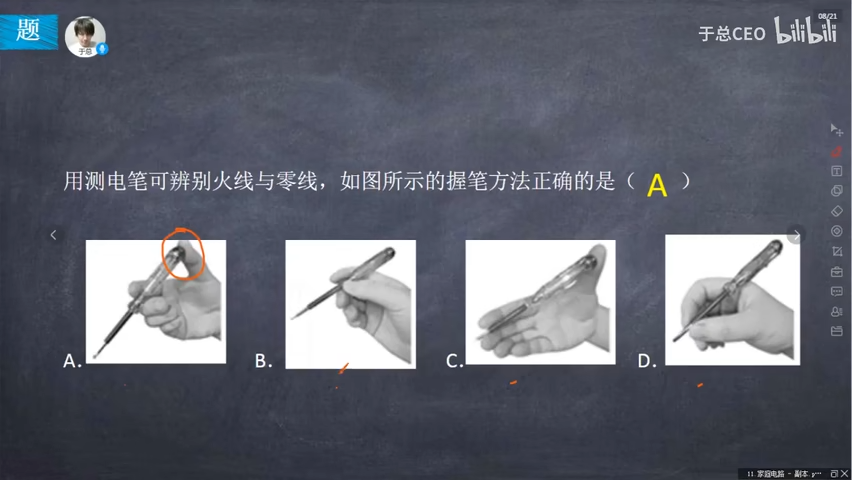 题
于总
08/21
于总CEO bilibili
用测电笔可辨别火线与零线，如图所示的握笔方法正确的是（ A ）
A. B. C. D.
11. 家庭电路 - 副本. p⋯